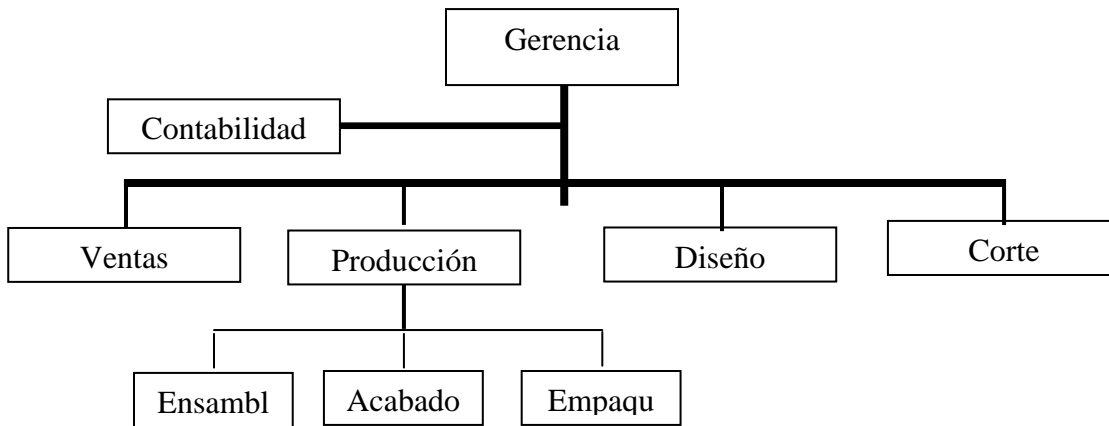 Gerencia
Contabilidad
Ventas
Producción
Diseño
Corte
Ensambl
Acabado
Empaqu